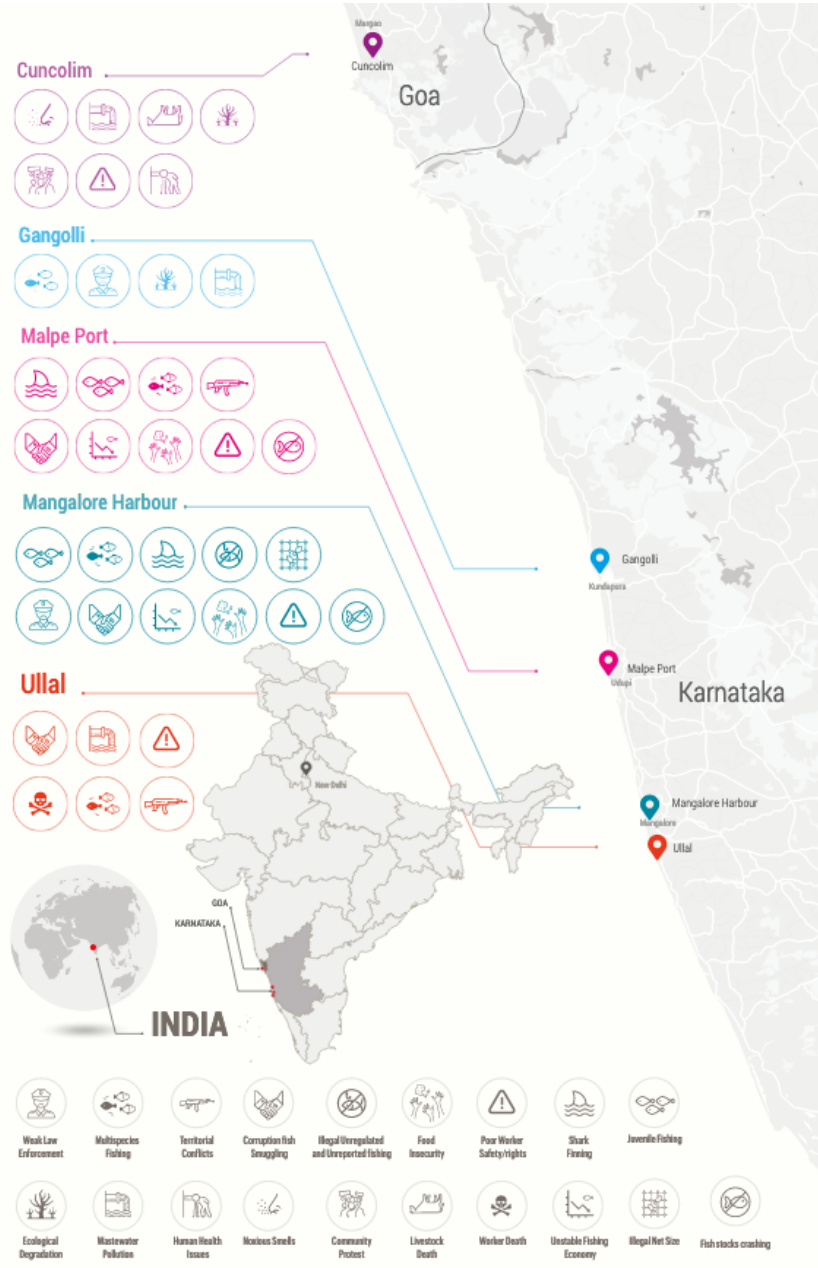 Margao
Cuncolim
Cuncolim
Goa
Gangolli
Malpe Port
Mangalore Harbour
Gangolli
Kundapura
Malpe Port
Udupi
Ullal
Karnataka
New Delhi
Mangalore Harbour
Mangalore
Ullal
GOA
KARNATAKA
INDIA
Weak Law
Enforcement
Multispecies
Fishing
Territorial
Conflicts
Corruption fish
Smuggling
Illegal Unregulated
and Unreported fishing
Food
Insecurity
Poor Worker
Safety/rights
Shark
Finning
Juvenile Fishing
Ecological
Degradation
Wastewater
Pollution
Human Health
Issues
Noxious Smells
Community
Protest
Livestock
Death
Worker Death
Unstable Fishing
Economy
Illegal Net Size
Fish stocks crashing